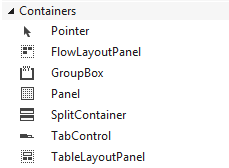 Containers
Pointer
FlowLayoutPanel
GroupBox
Panel
SplitContainer
TabControl
TableLayoutPanel